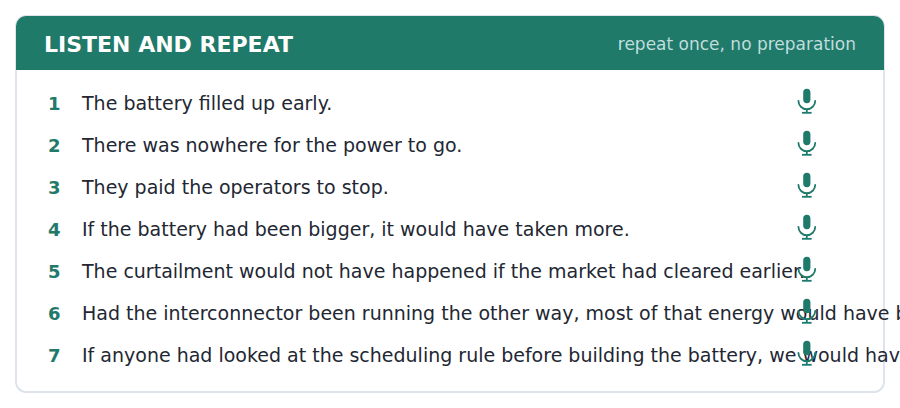 LISTEN AND REPEAT repeat once, no preparation
1 The battery filled up early.
2 There was nowhere for the power to go.
3 They paid the operators to stop.
4 If the battery had been bigger, it would have taken more.
5 The curtailment would not have happened if the market had cleared earlier.
6 Had the interconnector been running the other way, most of that energy would have
7 If anyone had looked at the scheduling rule before building the battery, we would